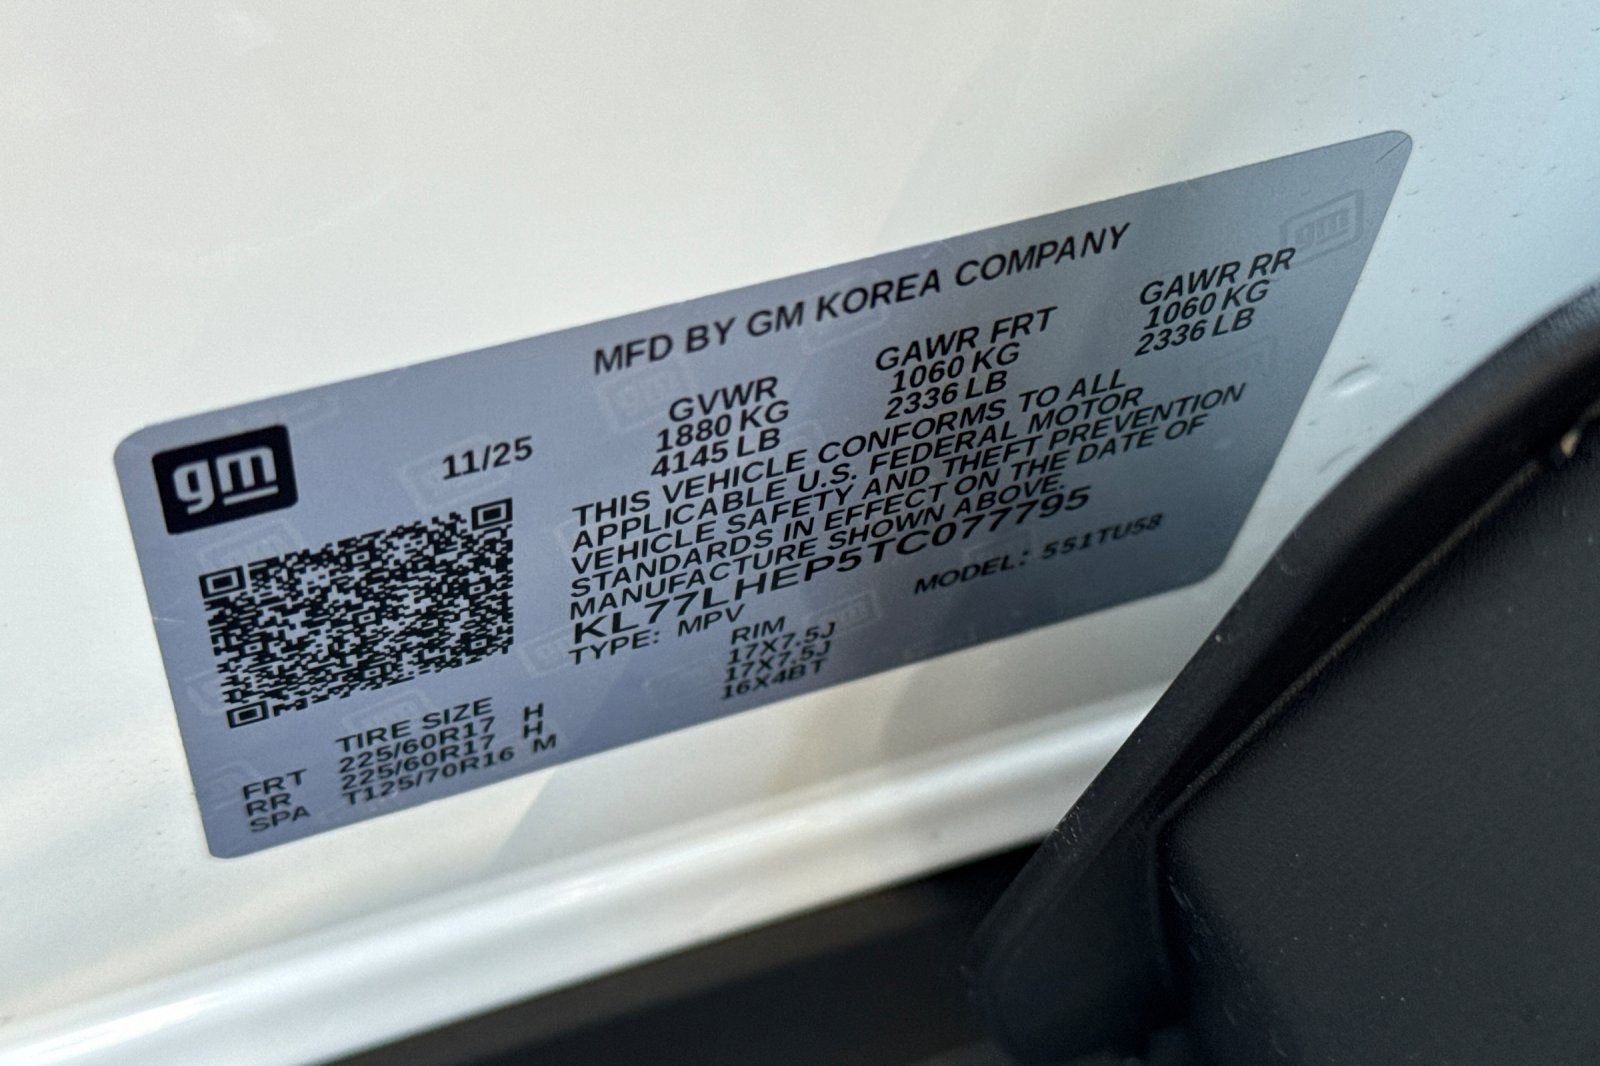 MFD BY GM KOREA COMPANY
gm
11/25
GVWR GAWR FRT GAWR RR
1880 KG 1060 KG 1060 KG
4145 LB 2336 LB 2336 LB
THIS VEHICLE CONFORMS TO ALL
APPLICABLE U.S. FEDERAL MOTOR
VEHICLE SAFETY AND THEFT PREVENTION
STANDARDS IN EFFECT ON THE DATE OF
MANUFACTURE SHOWN ABOVE.
KL77LHEP5TC077795
TYPE: MPV MODEL: 5S1TU58
TIRE SIZE RIM
FRT 225/60R17 H 17X7.5J
RR 225/60R17 H 17X7.5J
SPA T125/70R16 M 16X4BT